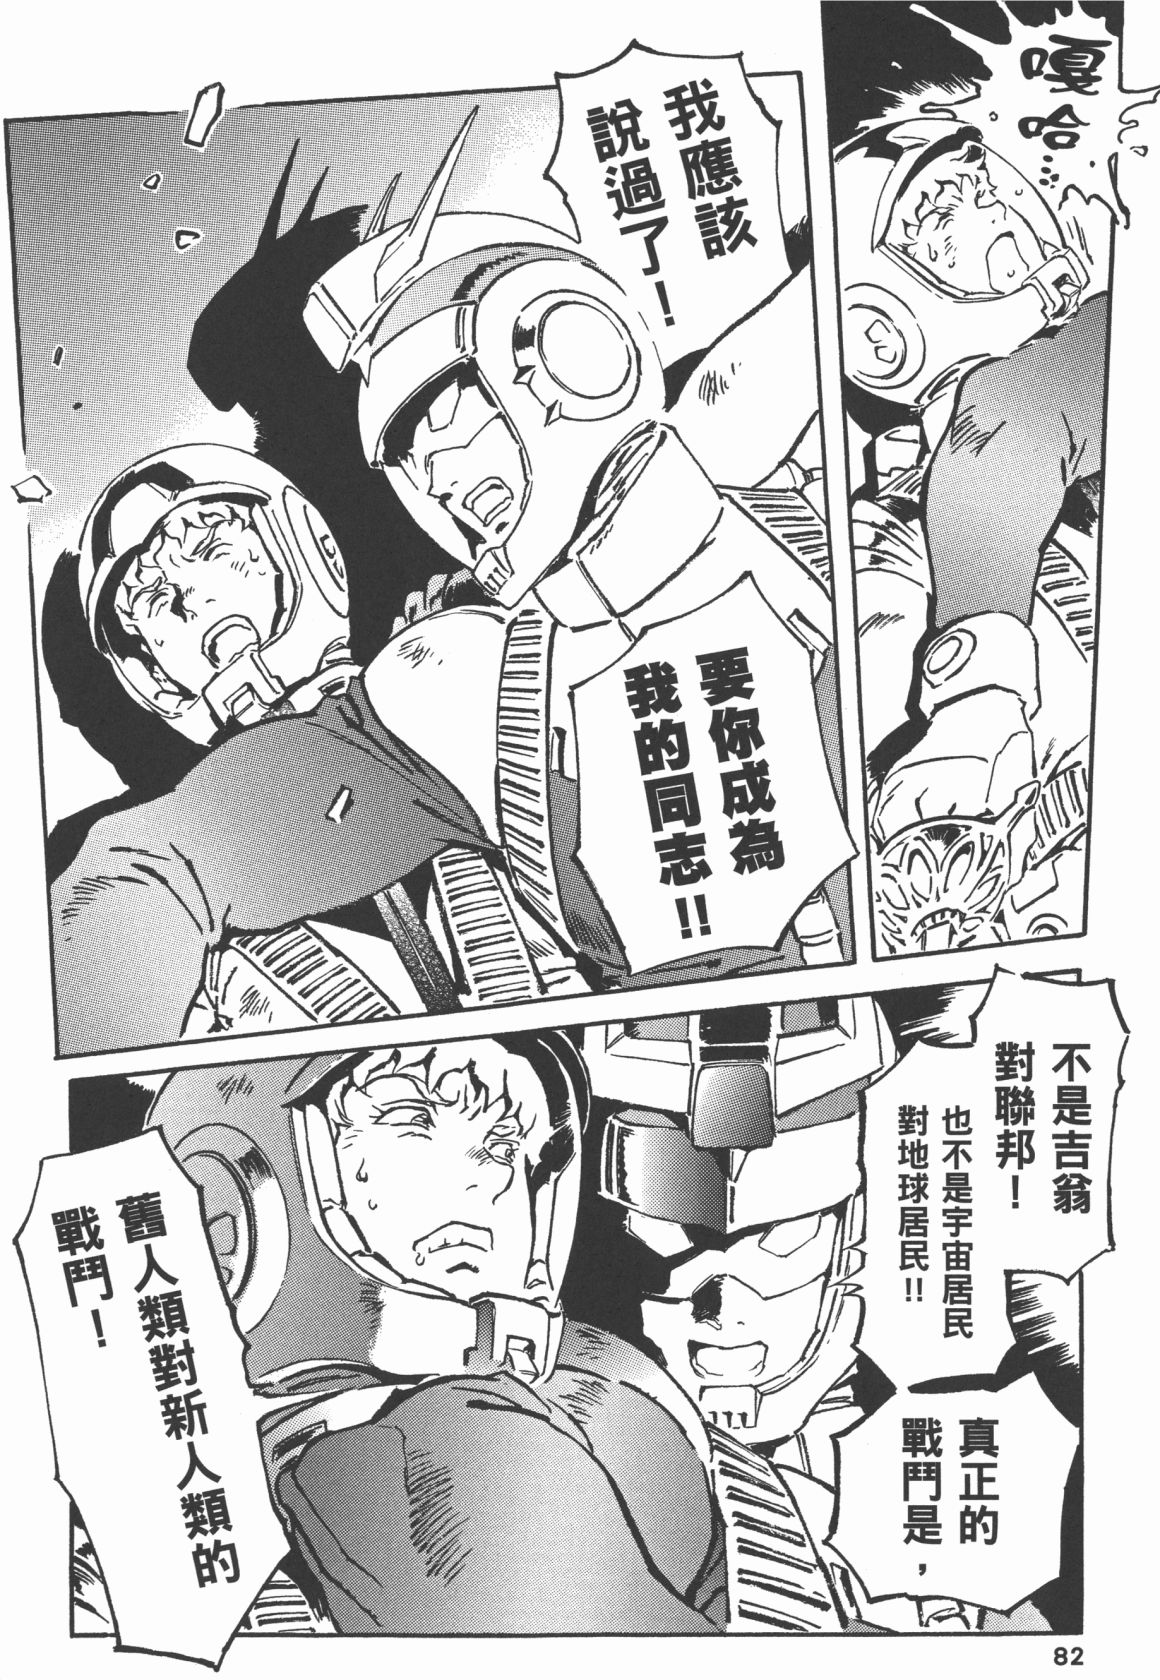 嘎哈…
我應該
說過了！
要你成為
我的同志!!
不是吉翁
對聯邦！
也不是宇宙居民
對地球居民!!
真正的
戰鬥是，
舊人類對新人類的
戰鬥！
82